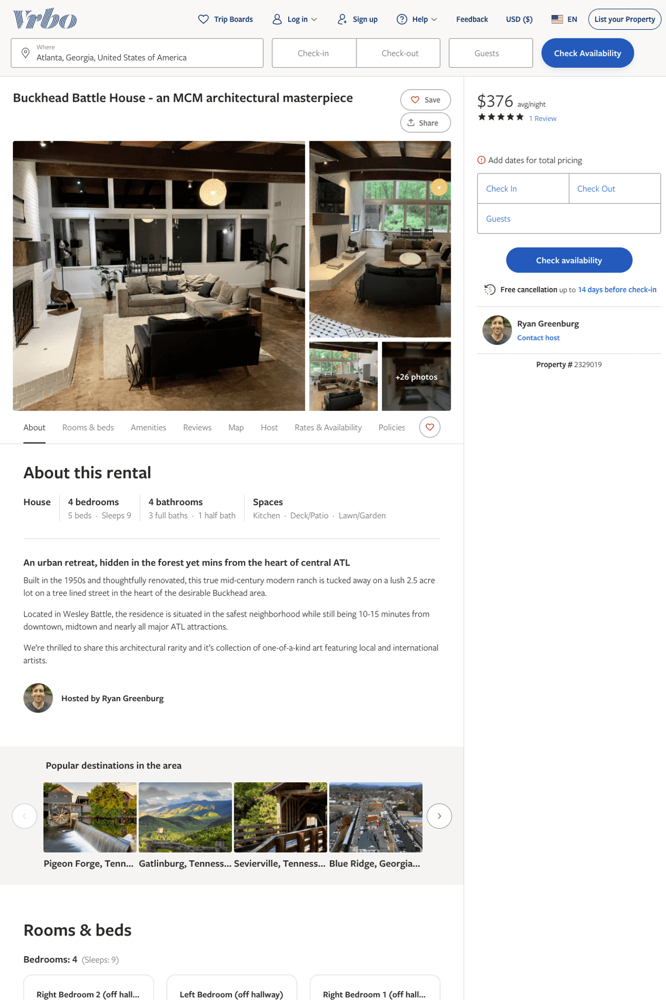 Vrbo
Trip Boards
Log in
Sign up
Help
Feedback
USD ($)
EN
List your Property
Where
Atlanta, Georgia, United States of America
Check-in
Check-out
Guests
Check Availability
Buckhead Battle House - an MCM architectural masterpiece
Save
Share
+26 photos
$376 avg/night
1 Review
Add dates for total pricing
Check In
Check Out
Guests
Check availability
Free cancellation up to 14 days before check-in
Ryan Greenburg
Contact host
Property # 2329019
About
Rooms & beds
Amenities
Reviews
Map
Host
Rates & Availability
Policies
About this rental
House
4 bedrooms
5 beds · Sleeps 9
4 bathrooms
3 full baths · 1 half bath
Spaces
Kitchen · Deck/Patio · Lawn/Garden
An urban retreat, hidden in the forest yet mins from the heart of central ATL
Built in the 1950s and thoughtfully renovated, this true mid-century modern ranch is tucked away on a lush 2.5 acre
lot on a tree lined street in the heart of the desirable Buckhead area.
Located in Wesley Battle, the residence is situated in the safest neighborhood while still being 10-15 minutes from
downtown, midtown and nearly all major ATL attractions.
We’re thrilled to share this architectural rarity and it’s collection of one-of-a-kind art featuring local and international
artists.
Hosted by Ryan Greenburg
Popular destinations in the area
Pigeon Forge, Tenn...
Gatlinburg, Tenness...
Sevierville, Tenness...
Blue Ridge, Georgia...
Rooms & beds
Bedrooms: 4 (Sleeps: 9)
Right Bedroom 2 (off hall...
Left Bedroom (off hallway)
Right Bedroom 1 (off hall...